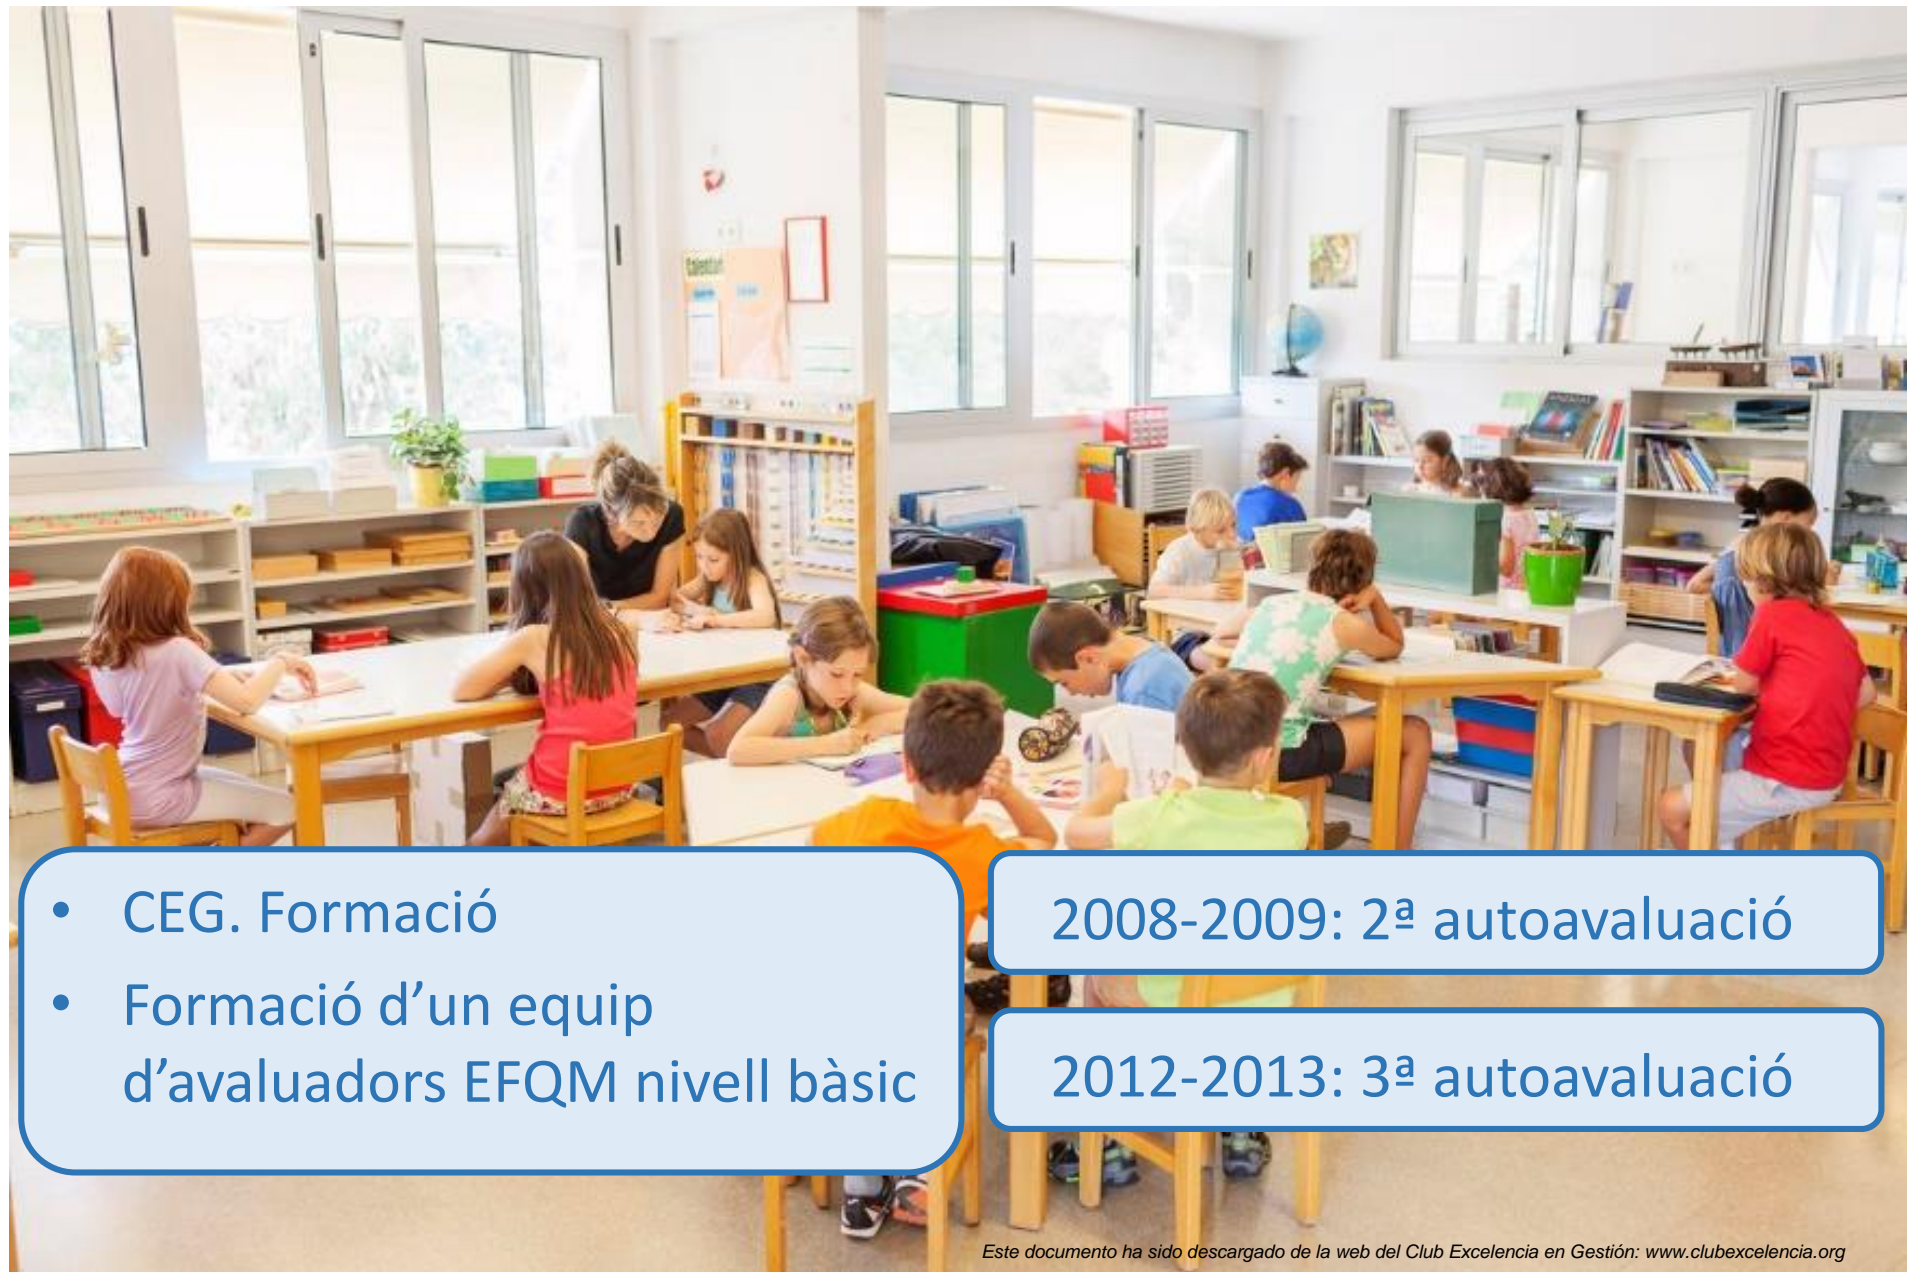 Calendari
• CEG. Formació
• Formació d’un equip
d’avaluadors EFQM nivell bàsic
2008-2009: 2ª autoavaluació
2012-2013: 3ª autoavaluació
Este documento ha sido descargado de la web del Club Excelencia en Gestión: www.clubexcelencia.org